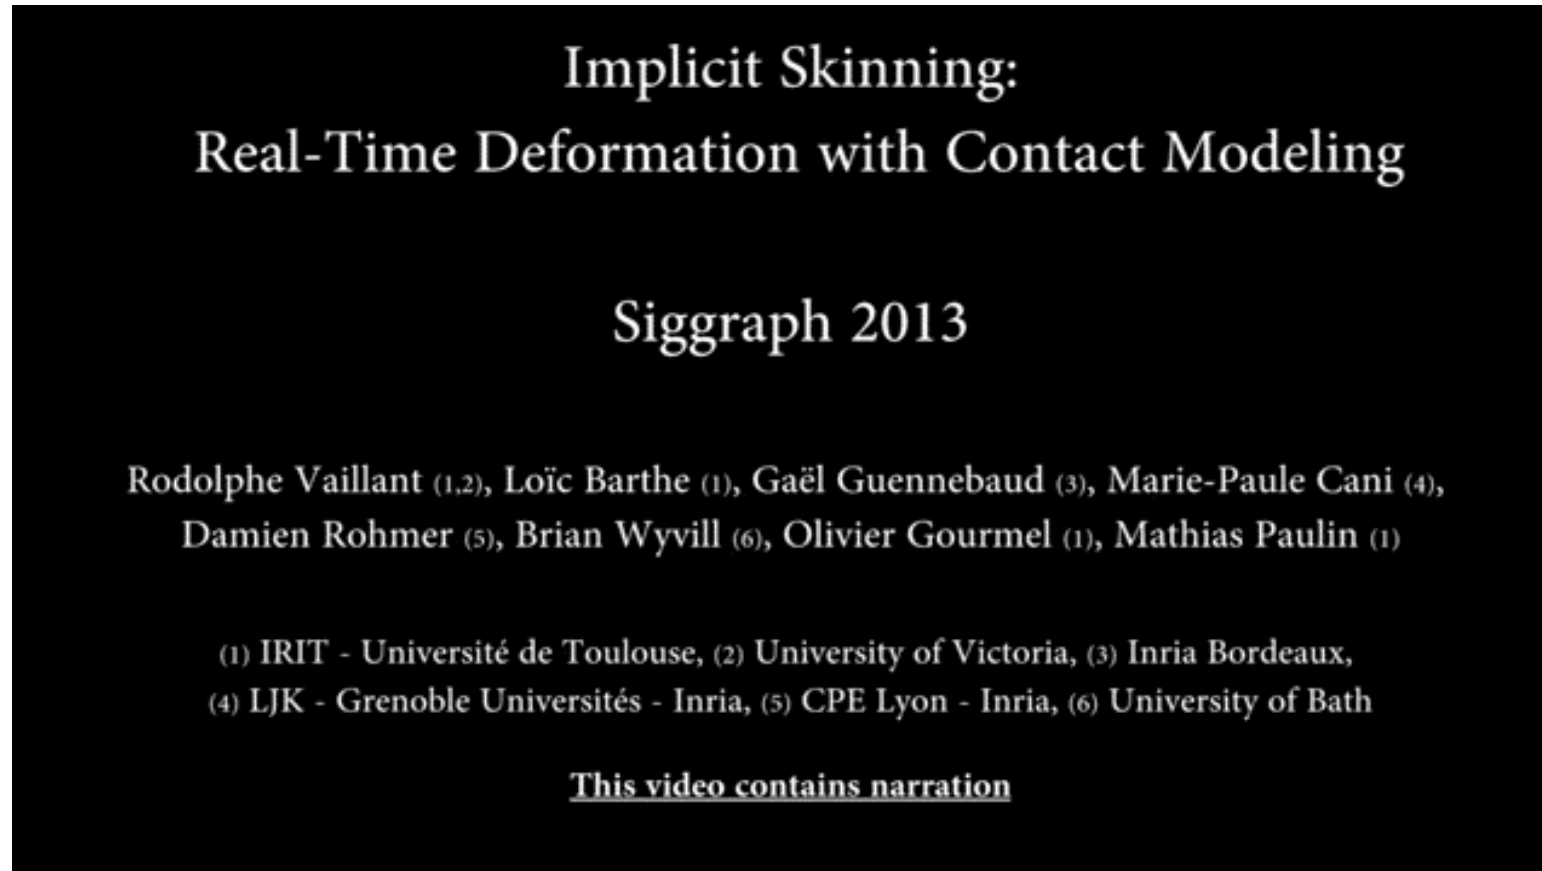 Implicit Skinning:
Real-Time Deformation with Contact Modeling
Siggraph 2013
Rodolphe Vaillant (1,2), Loïc Barthe (1), Gaël Guennebaud (3), Marie-Paule Cani (4),
Damien Rohmer (5), Brian Wyvill (6), Olivier Gourmel (1), Mathias Paulin (1)
(1) IRIT - Université de Toulouse, (2) University of Victoria, (3) Inria Bordeaux,
(4) LJK - Grenoble Universités - Inria, (5) CPE Lyon - Inria, (6) University of Bath
This video contains narration